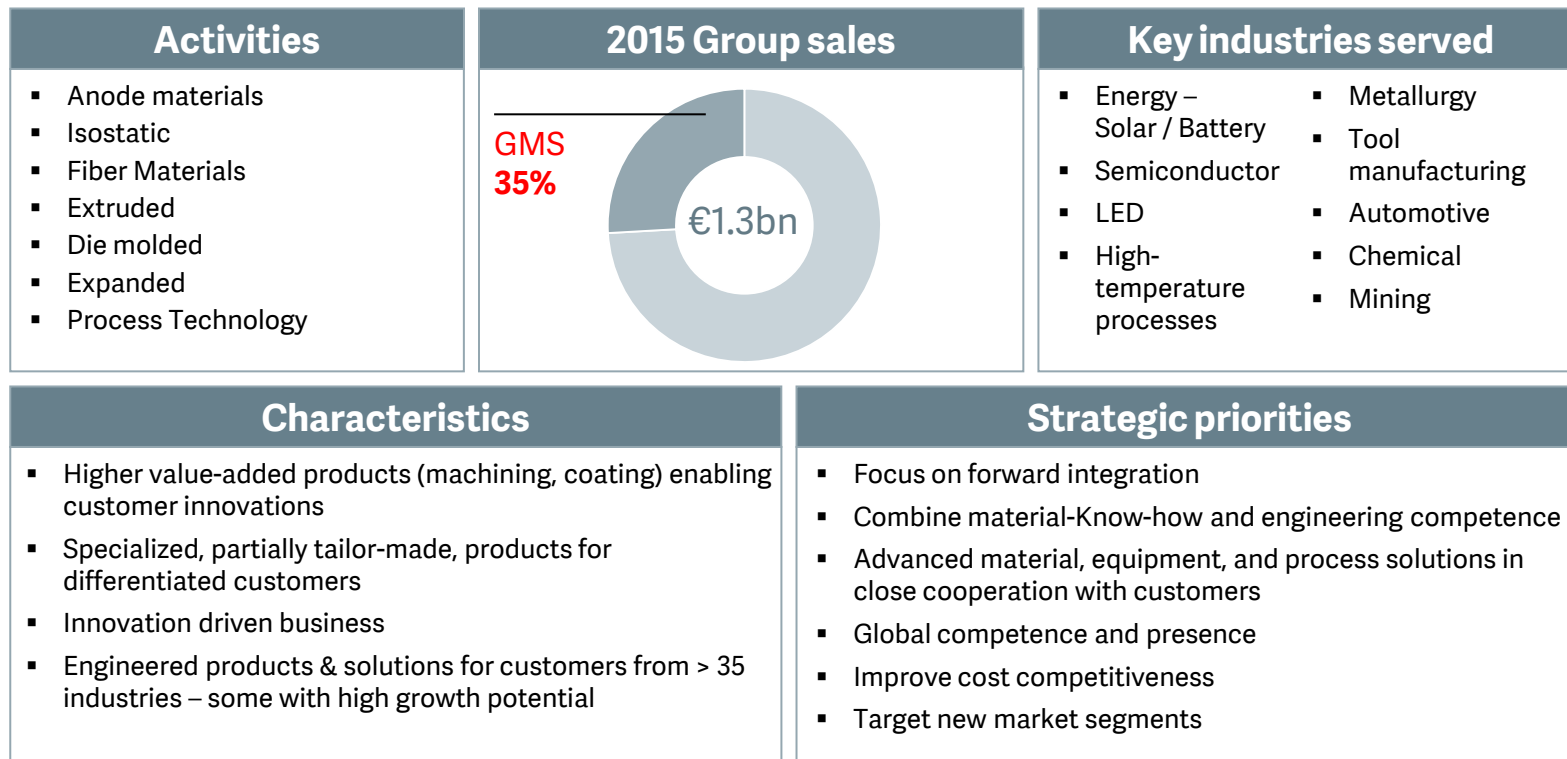 Activities
▪ Anode materials
▪ Isostatic
▪ Fiber Materials
▪ Extruded
▪ Die molded
▪ Expanded
▪ Process Technology
2015 Group sales
GMS
35%
€1.3bn
Key industries served
▪ Energy –
Solar / Battery
▪ Semiconductor
▪ LED
▪ High-
temperature
processes
▪ Metallurgy
▪ Tool
manufacturing
▪ Automotive
▪ Chemical
▪ Mining
Characteristics
▪ Higher value-added products (machining, coating) enabling
customer innovations
▪ Specialized, partially tailor-made, products for
differentiated customers
▪ Innovation driven business
▪ Engineered products & solutions for customers from > 35
industries – some with high growth potential
Strategic priorities
▪ Focus on forward integration
▪ Combine material-Know-how and engineering competence
▪ Advanced material, equipment, and process solutions in
close cooperation with customers
▪ Global competence and presence
▪ Improve cost competitiveness
▪ Target new market segments